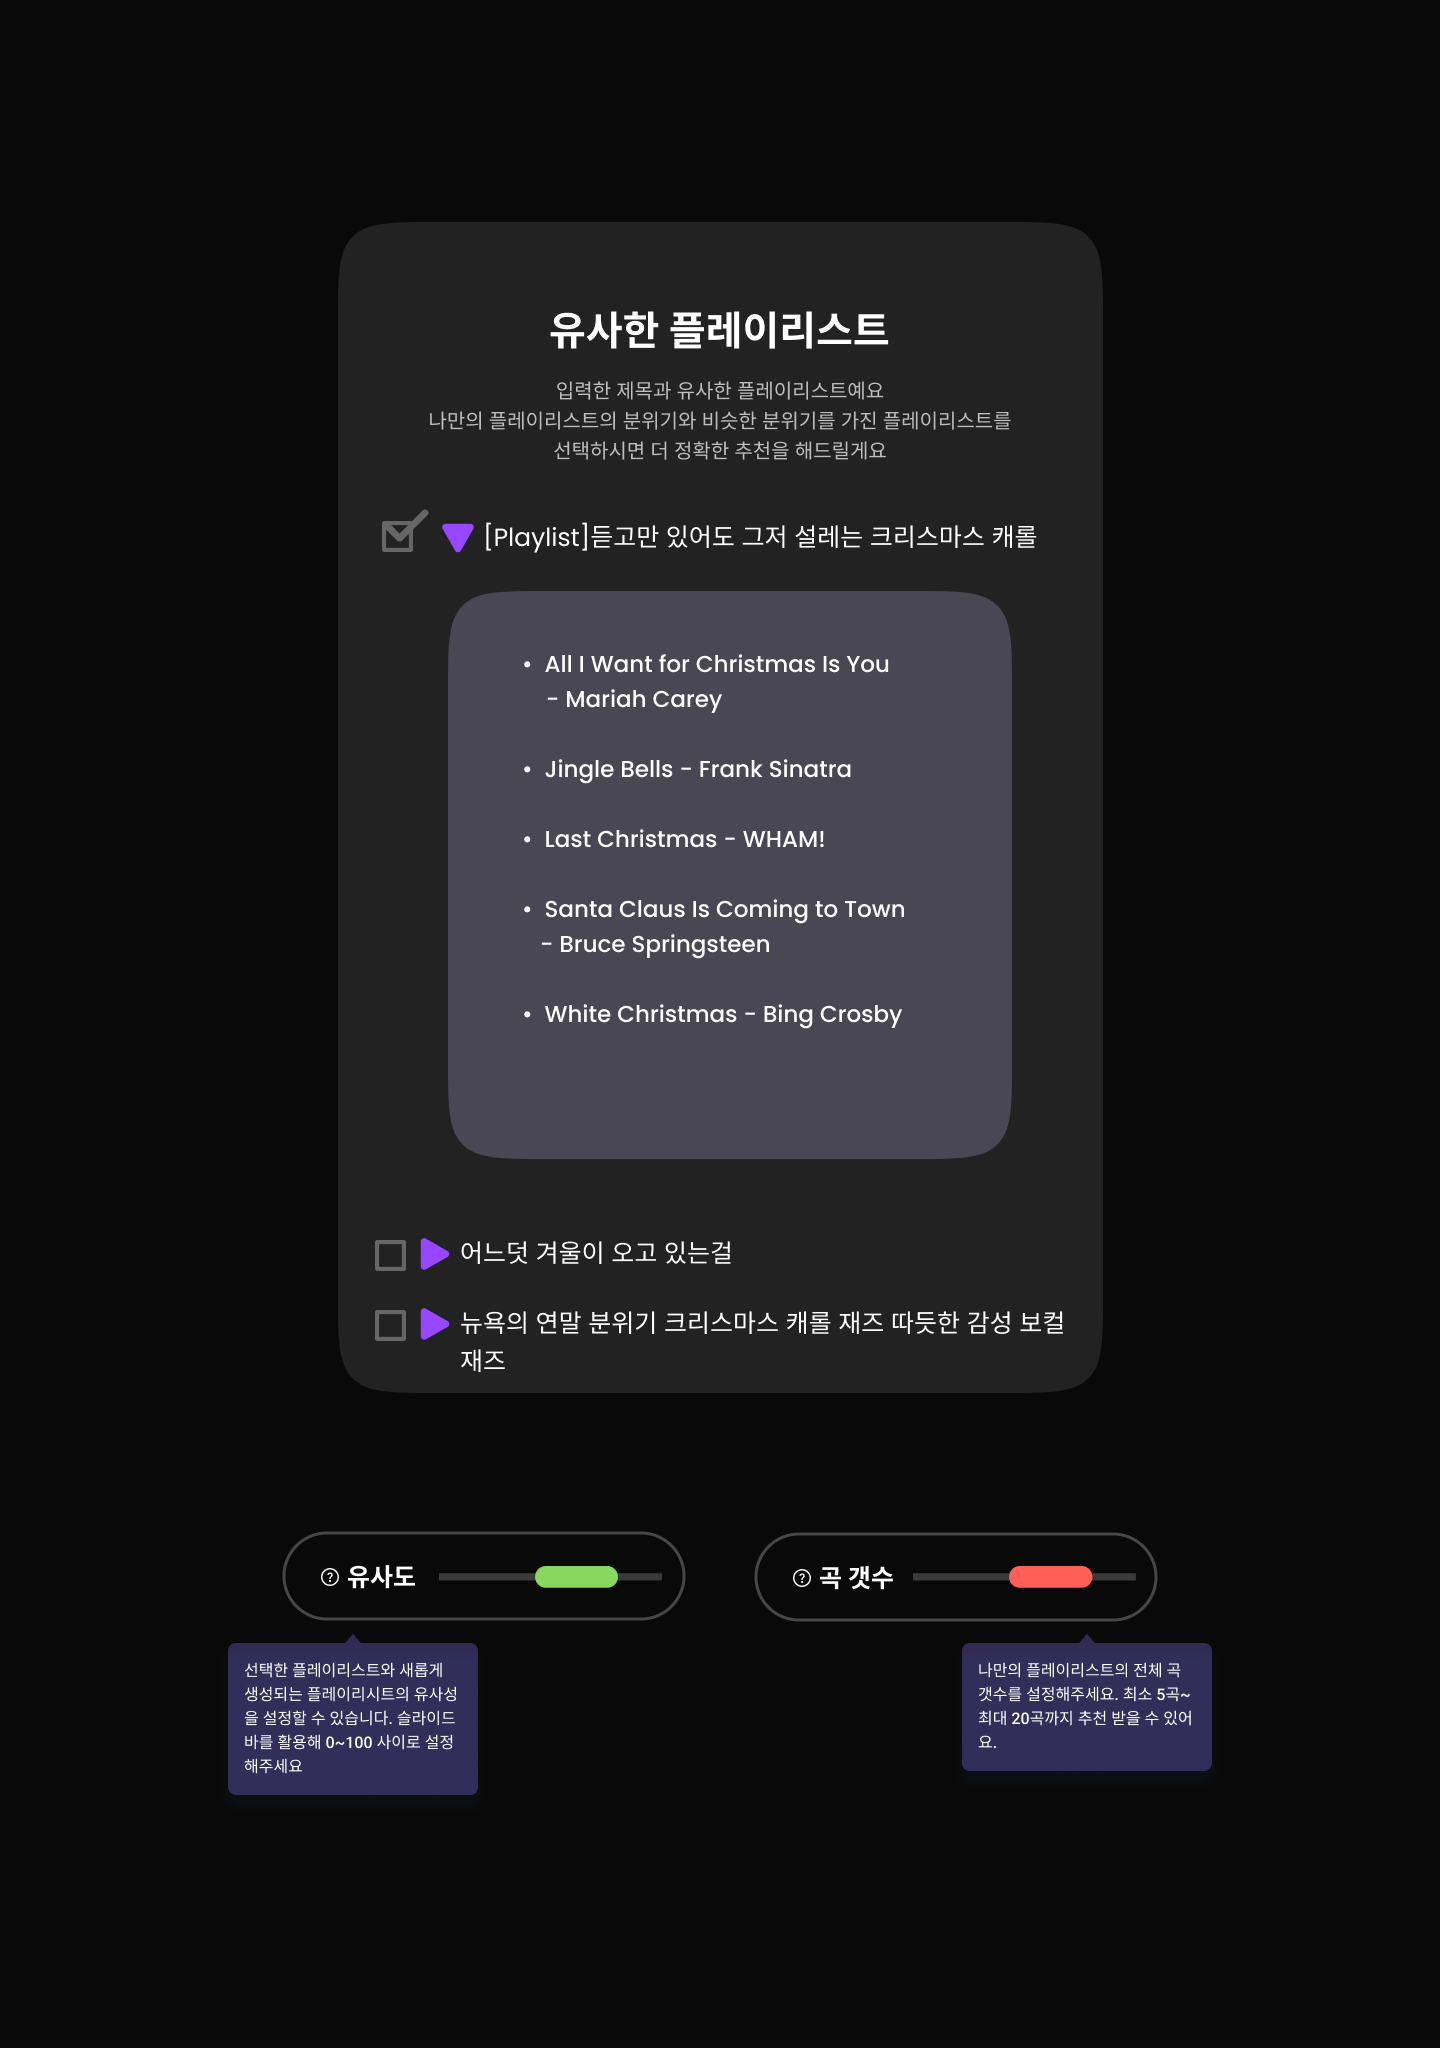 유사한 플레이리스트
입력한 제목과 유사한 플레이리스트예요
나만의 플레이리스트의 분위기와 비슷한 분위기를 가진 플레이리스트를
선택하시면 더 정확한 추천을 해드릴게요
[Playlist]듣고만 있어도 그저 설레는 크리스마스 캐롤
• All I Want for Christmas Is You
- Mariah Carey
• Jingle Bells - Frank Sinatra
• Last Christmas - WHAM!
• Santa Claus Is Coming to Town
- Bruce Springsteen
• White Christmas - Bing Crosby
어느덧 겨울이 오고 있는걸
뉴욕의 연말 분위기 크리스마스 캐롤 재즈 따듯한 감성 보컬
재즈
? 유사도
? 곡 갯수
선택한 플레이리스트와 새롭게
생성되는 플레이리시트의 유사성
을 설정할 수 있습니다. 슬라이드
바를 활용해 0~100 사이로 설정
해주세요
나만의 플레이리스트의 전체 곡
갯수를 설정해주세요. 최소 5곡~
최대 20곡까지 추천 받을 수 있어
요.